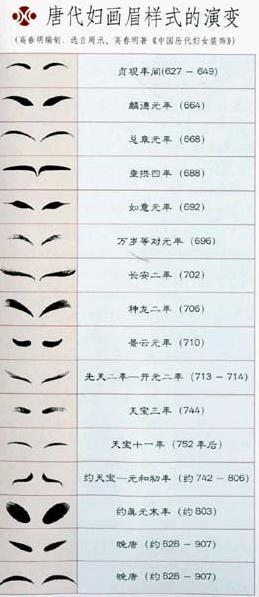 唐代妇画眉样式的演变
(高春明编制．选自周汛、高春明著《中国历代妇女装饰》)
贞观年间(627 - 649)
麟德元年 (664)
总章元年 (668)
垂拱四年 (688)
如意元年 (692)
万岁登封元年 (696)
长安二年 (702)
神龙二年 (706)
景云元年 (710)
先天二年—开元二年 (713 - 714)
天宝三年 (744)
天宝十一年 (752年后)
约天宝—元和初年 (约742 - 806)
约贞元末年 (约803)
晚唐 (约828 - 907)
晚唐 (约828 - 907)